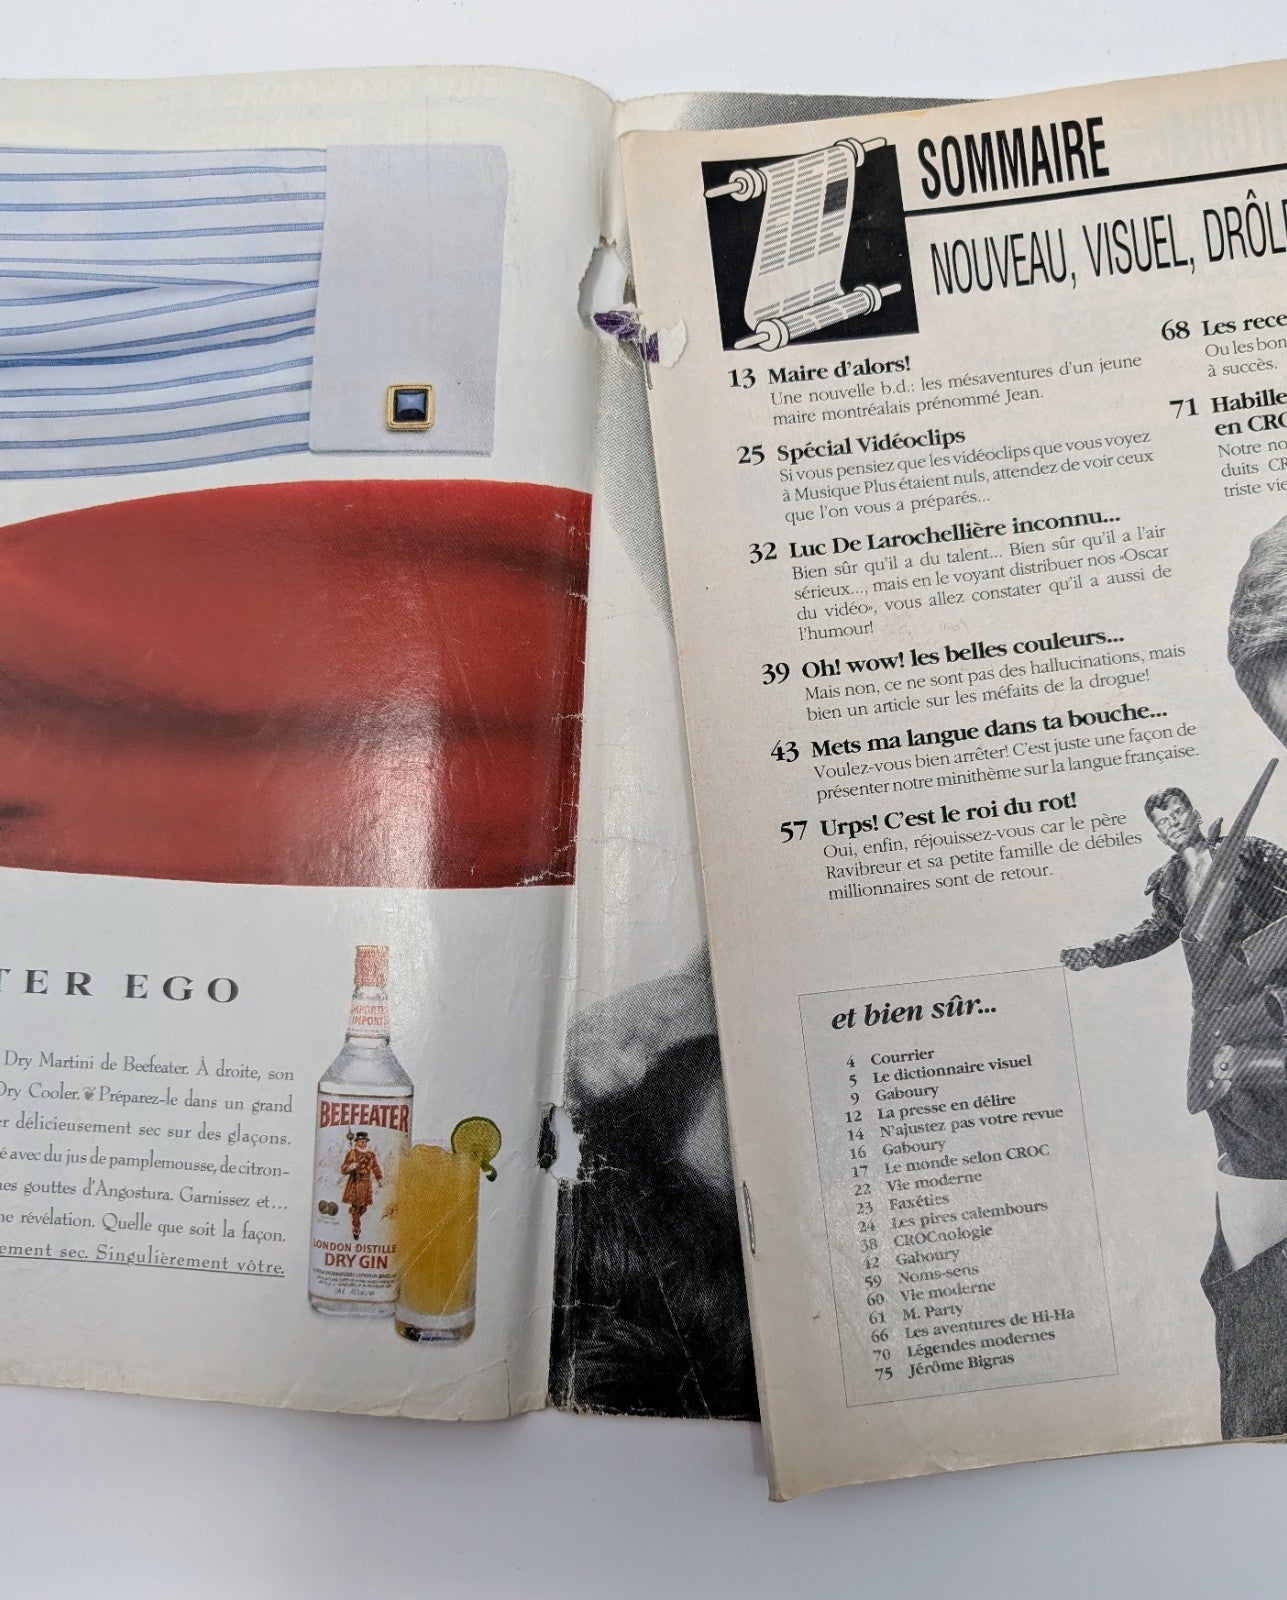 TER EGO
Dry Martini de Beefeater. À droite, son
Dry Cooler. Préparez-le dans un grand
er délicieusement sec sur des glaçons.
é avec du jus de pamplemousse, de citron-
es gouttes d'Angostura. Garnissez et...
ne révélation. Quelle que soit la façon.
ement sec. Singulièrement vôtre.
IMPORTED
BEEFEATER
LONDON DISTILLE
DRY GIN
SOMMAIRE
NOUVEAU, VISUEL, DRÔLE
13 Maire d'alors!
Une nouvelle b.d.: les mésaventures d'un jeune
maire montréalais prénommé Jean.
25 Spécial Vidéoclips
Si vous pensiez que les vidéoclips que vous voyez
à Musique Plus étaient nuls, attendez de voir ceux
que l'on vous a préparés...
32 Luc De Larochellière inconnu...
Bien sûr qu'il a du talent... Bien sûr qu'il a l'air
sérieux..., mais en le voyant distribuer nos «Oscar
du vidéo», vous allez constater qu'il a aussi de
l'humour!
39 Oh! wow! les belles couleurs...
Mais non, ce ne sont pas des hallucinations, mais
bien un article sur les méfaits de la drogue!
43 Mets ma langue dans ta bouche...
Voulez-vous bien arrêter! C'est juste une façon de
présenter notre minithème sur la langue française.
57 Urps! C'est le roi du rot!
Oui, enfin, réjouissez-vous car le père
Ravibreur et sa petite famille de débiles
millionnaires sont de retour.
68 Les rece
Ou les bon
à succès.
71 Habille
en CRO
Notre no
duits CR
triste vie
et bien sûr...
4 Courrier
5 Le dictionnaire visuel
9 Gaboury
12 La presse en délire
14 N'ajustez pas votre revue
16 Gaboury
17 Le monde selon CROC
22 Vie moderne
23 Faxéties
24 Les pires calembours
38 CROCnologie
42 Gaboury
59 Noms-sens
60 Vie moderne
61 M. Party
66 Les aventures de Hi-Ha
70 Légendes modernes
75 Jérôme Bigras